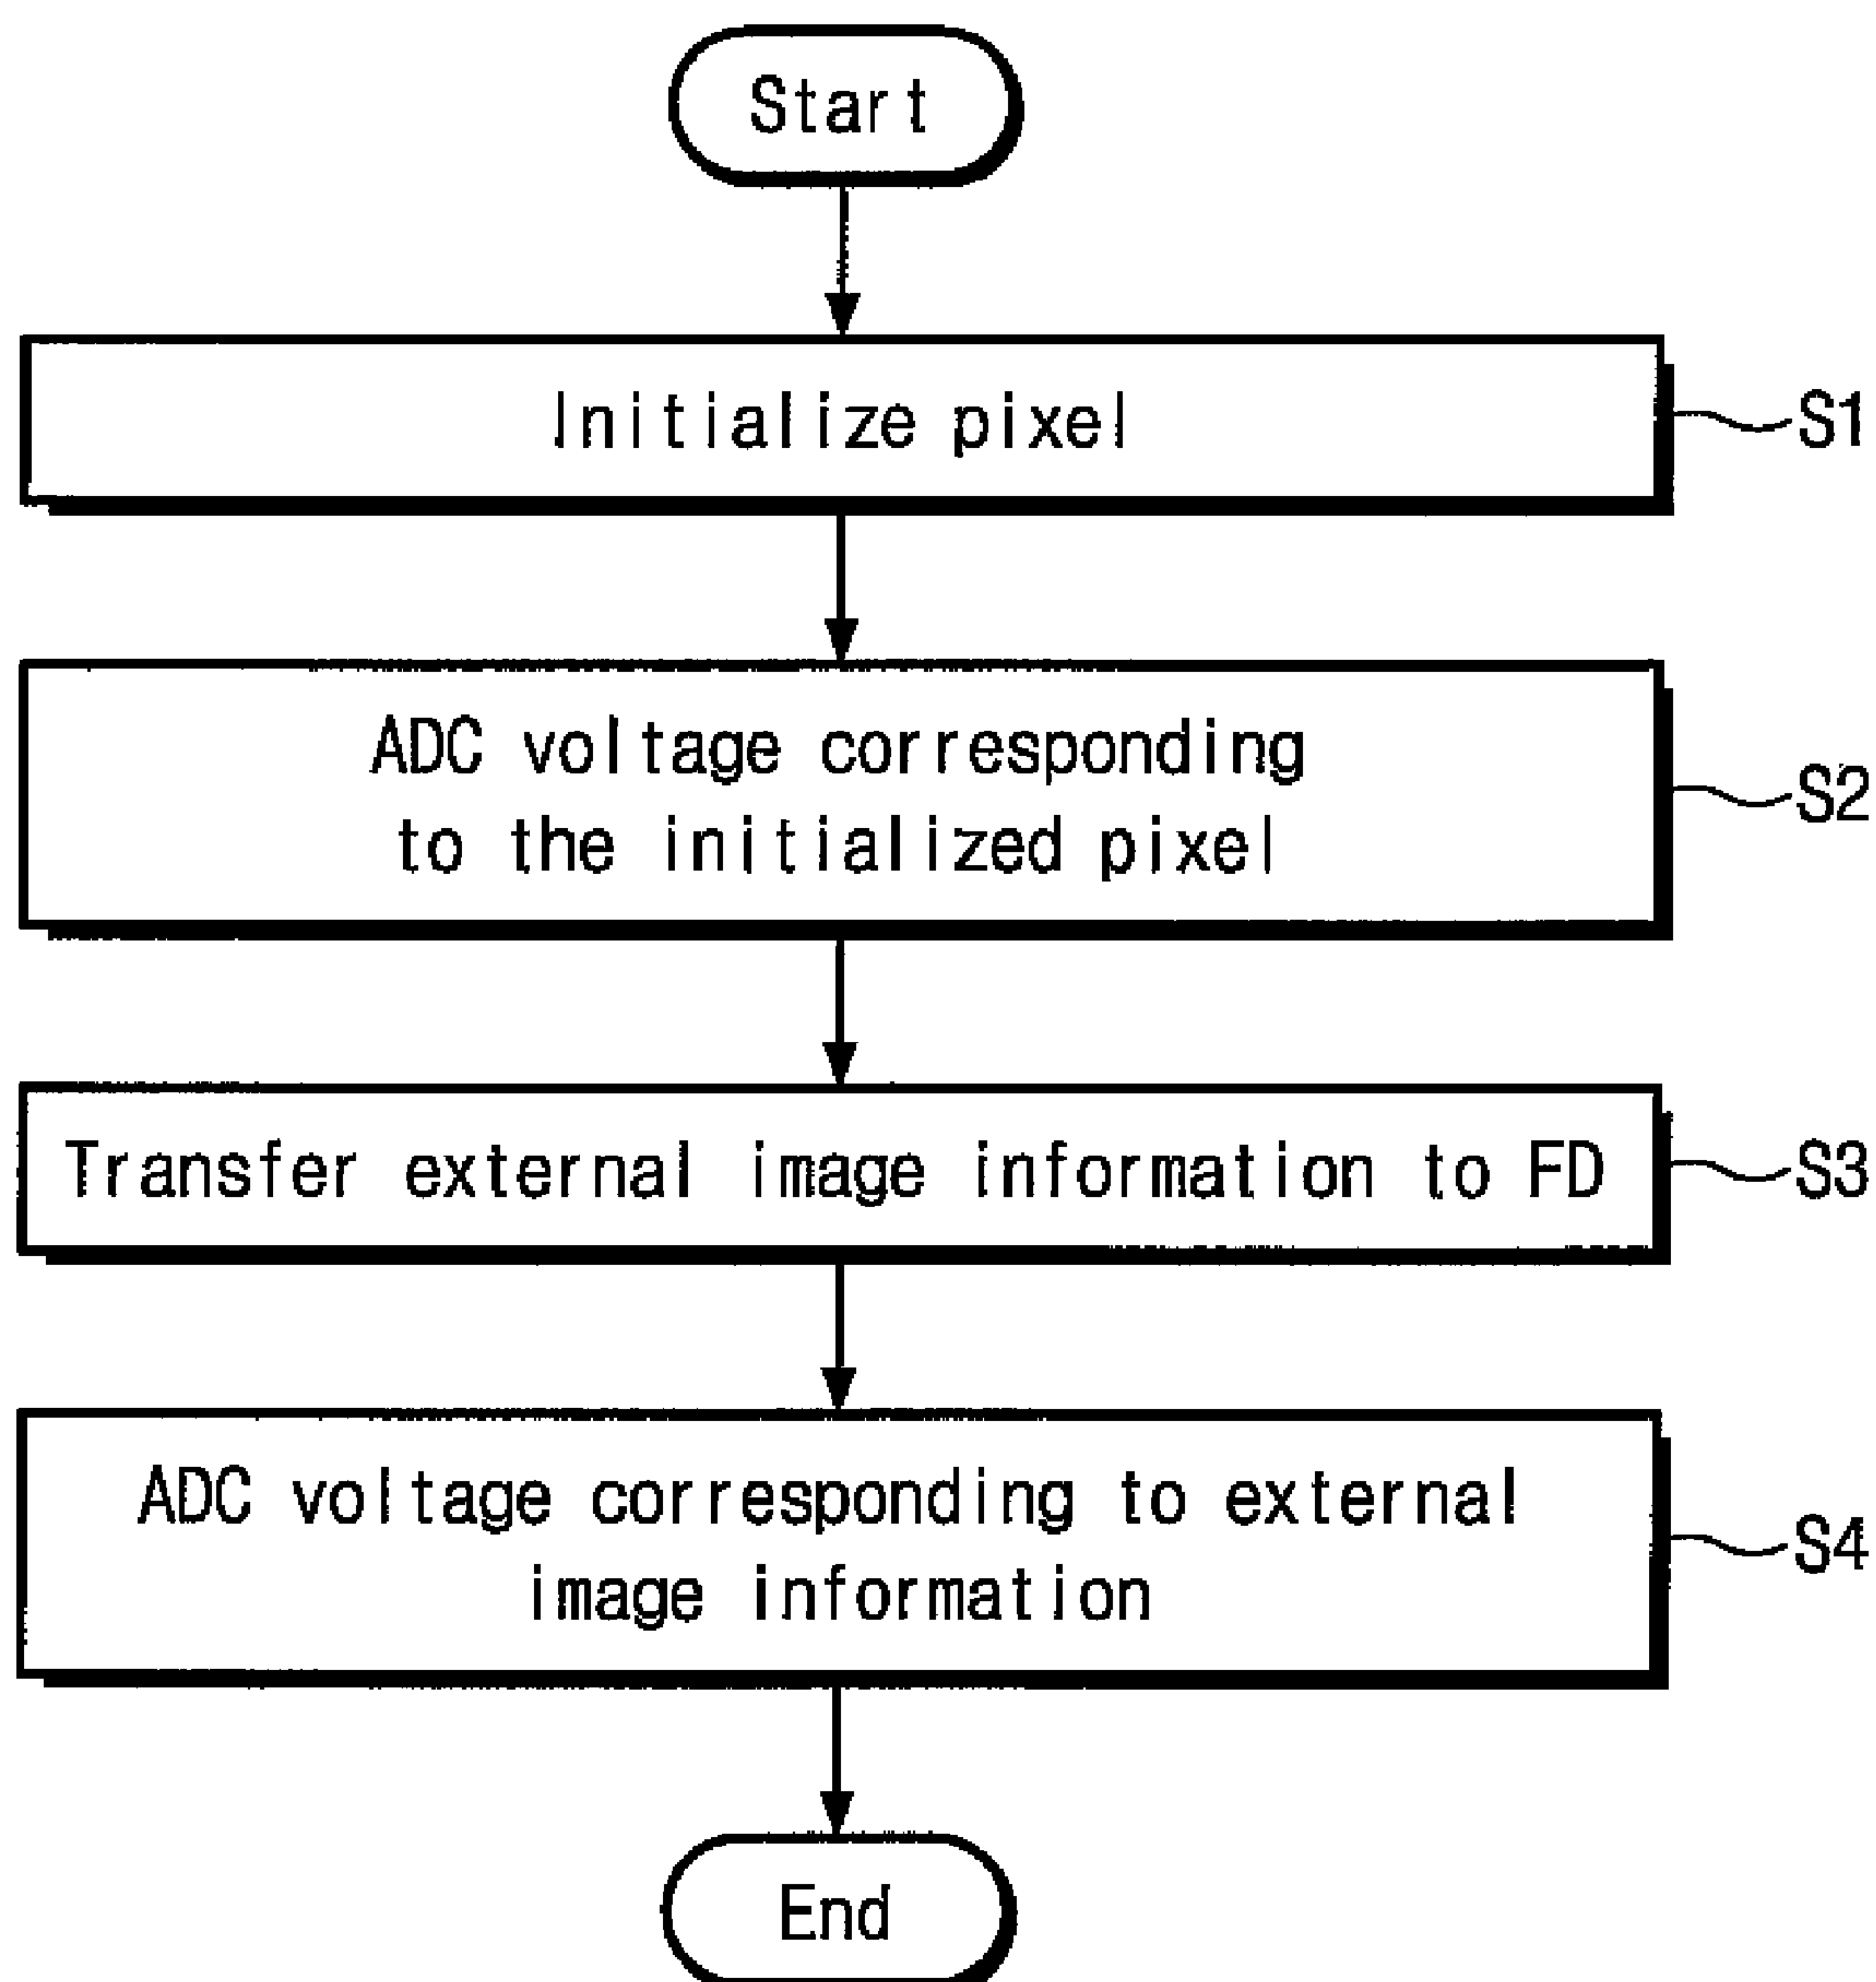 Start
Initialize pixel
S1
ADC voltage corresponding
to the initialized pixel
S2
Transfer external image information to FD
S3
ADC voltage corresponding to external
image information
S4
End